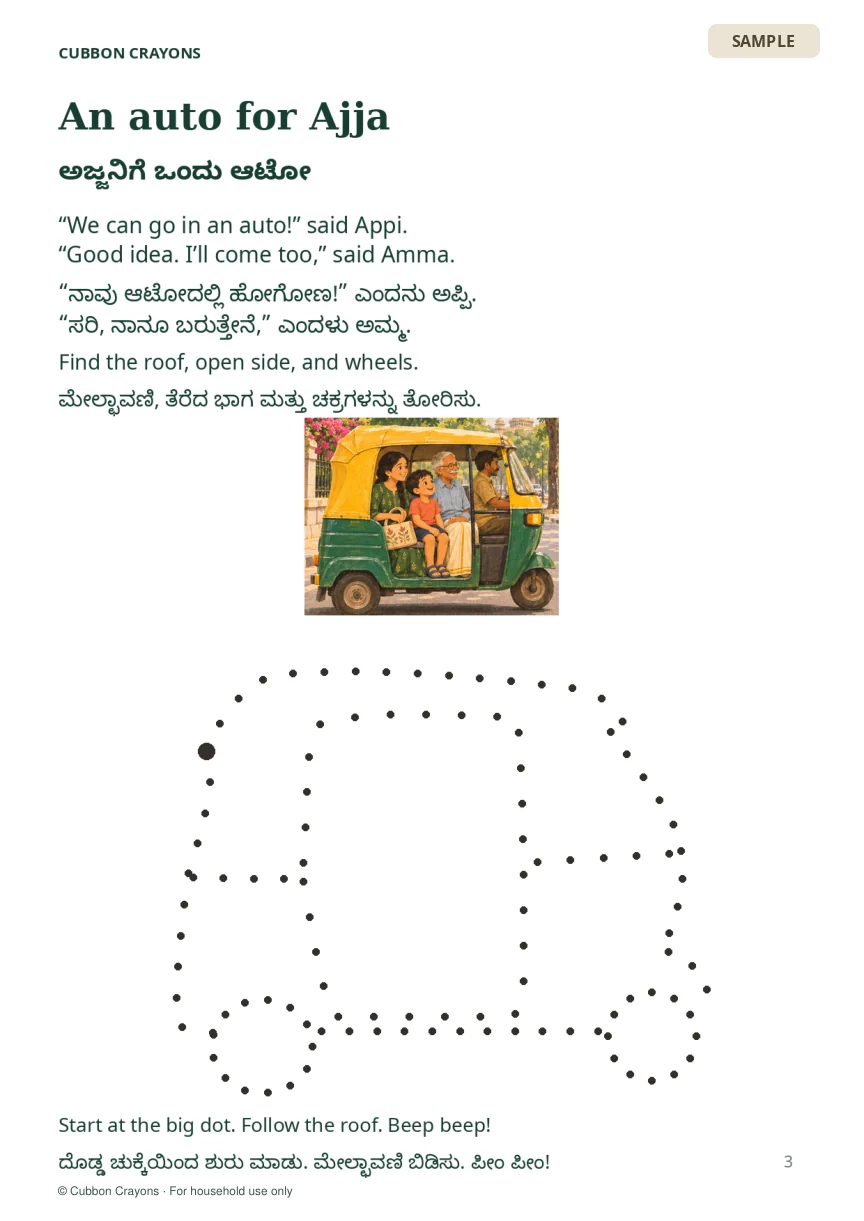 CUBBON CRAYONS
SAMPLE
An auto for Ajja
ಅಜ್ಜನಿಗೆ ಒಂದು ಆಟೋ
“We can go in an auto!” said Appi.
“Good idea. I’ll come too,” said Amma.
“ನಾವು ಆಟೋದಲ್ಲಿ ಹೋಗೋಣ!” ಎಂದನು ಅಪ್ಪಿ.
“ಸರಿ, ನಾನೂ ಬರುತ್ತೇನೆ,” ಎಂದಳು ಅಮ್ಮ.
Find the roof, open side, and wheels.
ಮೇಲ್ಛಾವಣಿ, ತೆರೆದ ಭಾಗ ಮತ್ತು ಚಕ್ರಗಳನ್ನು ತೋರಿಸು.
Start at the big dot. Follow the roof. Beep beep!
ದೊಡ್ಡ ಚುಕ್ಕೆಯಿಂದ ಶುರು ಮಾಡು. ಮೇಲ್ಛಾವಣಿ ಬಿಡಿಸು. ಪೀಂ ಪೀಂ!
3
© Cubbon Crayons · For household use only